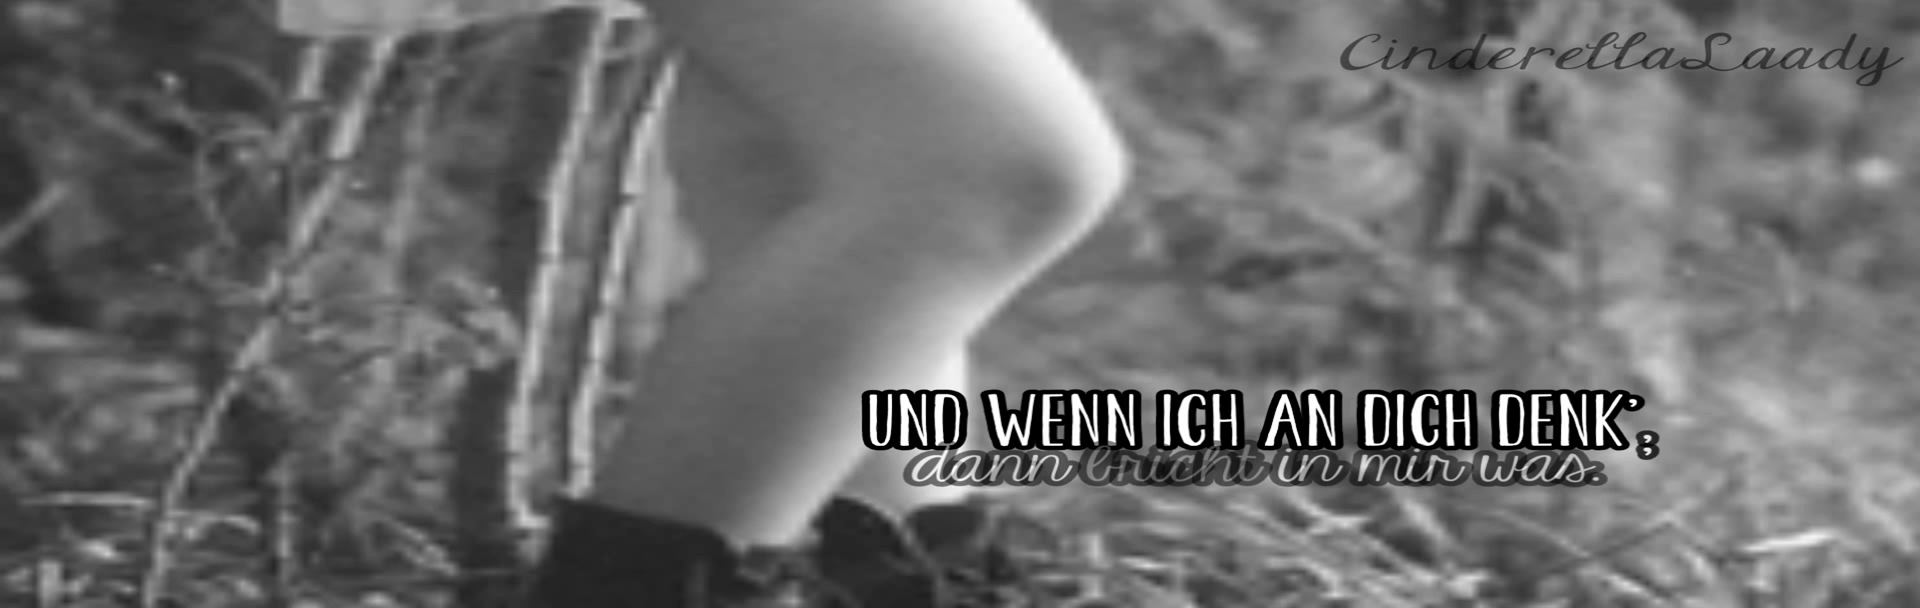 CinderellaLaady
UND WENN ICH AN DICH DENK',
dann bricht in mir was.